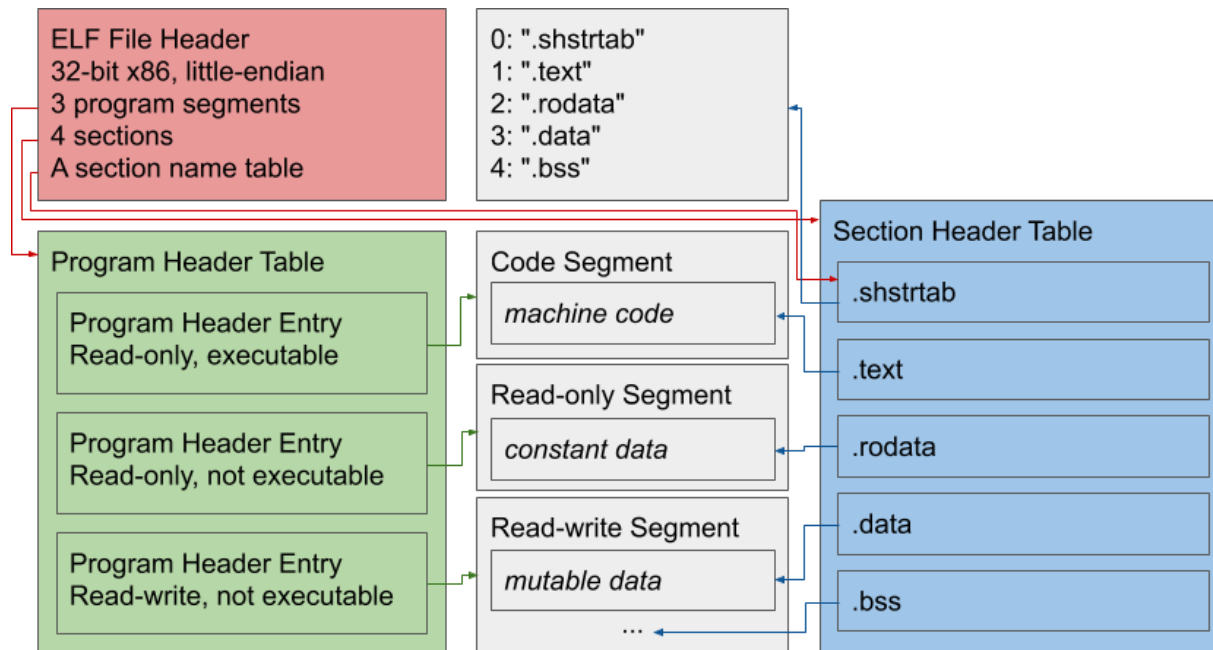 ELF File Header
32-bit x86, little-endian
3 program segments
4 sections
A section name table
0: ".shstrtab"
1: ".text"
2: ".rodata"
3: ".data"
4: ".bss"
Program Header Table
Program Header Entry
Read-only, executable
Program Header Entry
Read-only, not executable
Program Header Entry
Read-write, not executable
Code Segment
machine code
Read-only Segment
constant data
Read-write Segment
mutable data
...
Section Header Table
.shstrtab
.text
.rodata
.data
.bss